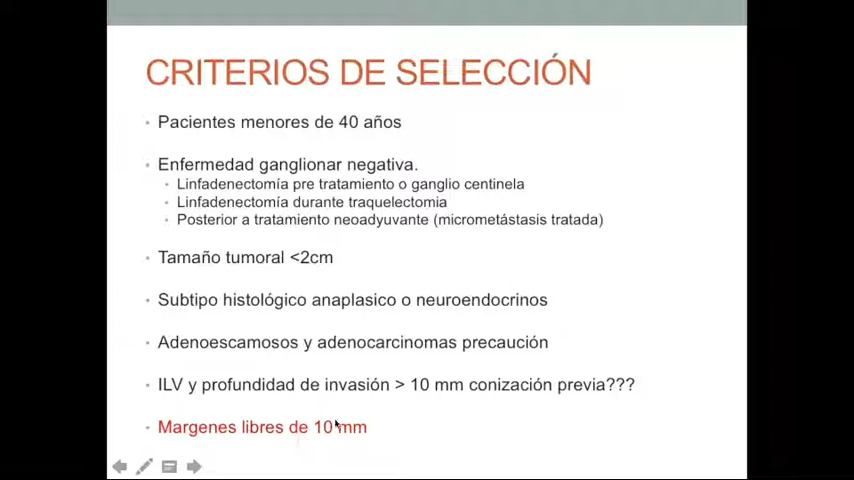 CRITERIOS DE SELECCIÓN
Pacientes menores de 40 años
Enfermedad ganglionar negativa.
Linfadenectomía pre tratamiento o ganglio centinela
Linfadenectomía durante traquelectomia
Posterior a tratamiento neoadyuvante (micrometástasis tratada)
Tamaño tumoral <2cm
Subtipo histológico anaplasico o neuroendocrinos
Adenoescamosos y adenocarcinomas precaución
ILV y profundidad de invasión > 10 mm conización previa???
Margenes libres de 10 mm